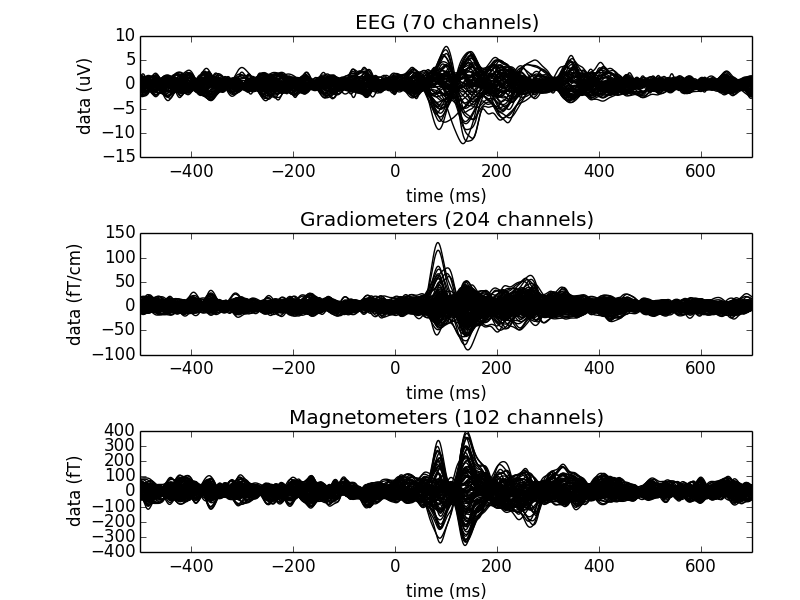 EEG (70 channels)
10
5
0
−5
−10
−15
data (uV)
−400 −200 0 200 400 600
time (ms)
Gradiometers (204 channels)
150
100
50
0
−50
−100
data (fT/cm)
−400 −200 0 200 400 600
time (ms)
Magnetometers (102 channels)
400
300
200
100
0
−100
−200
−300
−400
data (fT)
−400 −200 0 200 400 600
time (ms)